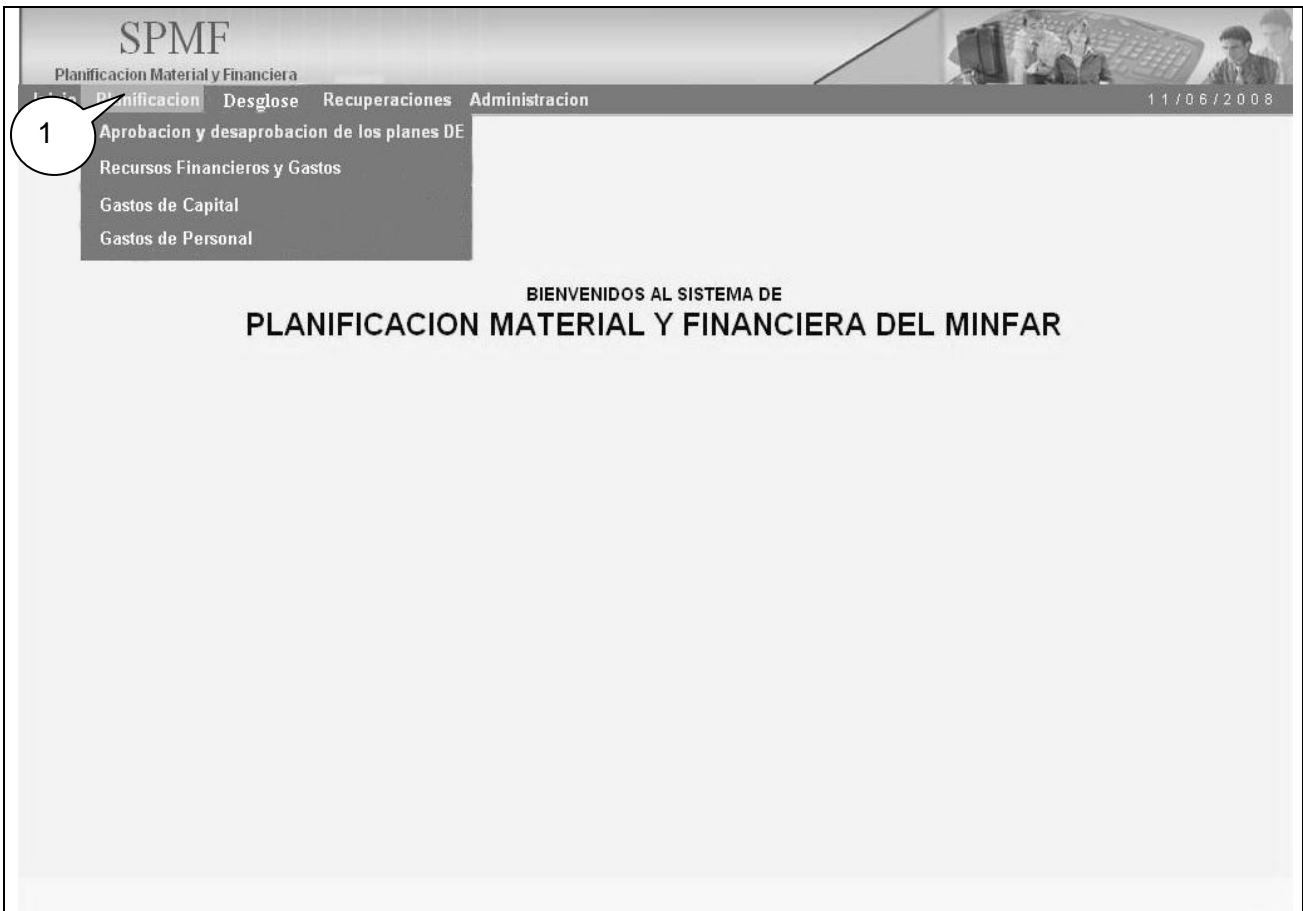 SPMF
Planificacion Material y Financiera
Inicio Planificacion Desglose Recuperaciones Administracion 11/06/2008
1
Aprobacion y desaprobacion de los planes DE
Recursos Financieros y Gastos
Gastos de Capital
Gastos de Personal
BIENVENIDOS AL SISTEMA DE
PLANIFICACION MATERIAL Y FINANCIERA DEL MINFAR